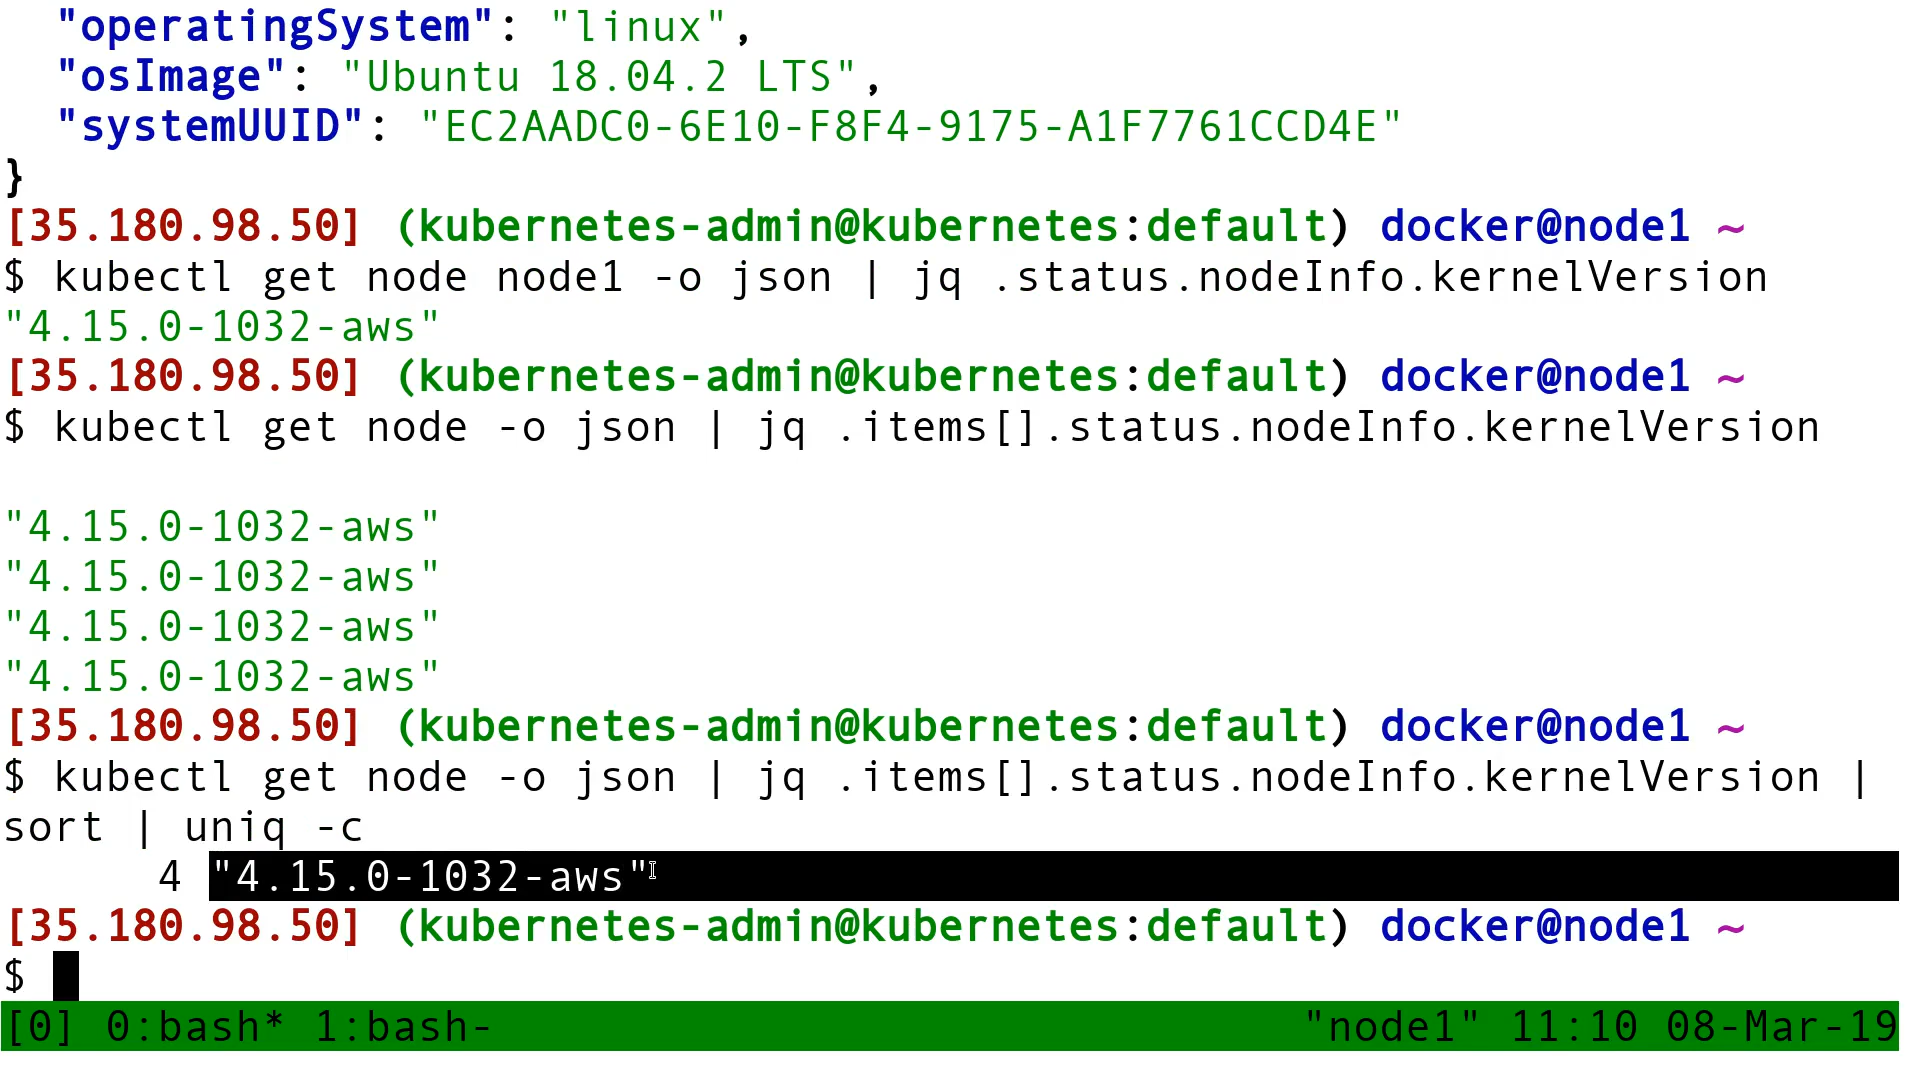 "operatingSystem": "linux",
"osImage": "Ubuntu 18.04.2 LTS",
"systemUUID": "EC2AADC0-6E10-F8F4-9175-A1F7761CCD4E"
}
[35.180.98.50] (kubernetes-admin@kubernetes:default) docker@node1 ~
$ kubectl get node node1 -o json | jq .status.nodeInfo.kernelVersion
"4.15.0-1032-aws"
[35.180.98.50] (kubernetes-admin@kubernetes:default) docker@node1 ~
$ kubectl get node -o json | jq .items[].status.nodeInfo.kernelVersion
"4.15.0-1032-aws"
"4.15.0-1032-aws"
"4.15.0-1032-aws"
"4.15.0-1032-aws"
[35.180.98.50] (kubernetes-admin@kubernetes:default) docker@node1 ~
$ kubectl get node -o json | jq .items[].status.nodeInfo.kernelVersion |
sort | uniq -c
4 "4.15.0-1032-aws"
[35.180.98.50] (kubernetes-admin@kubernetes:default) docker@node1 ~
$
[0] 0:bash* 1:bash- "node1" 11:10 08-Mar-19